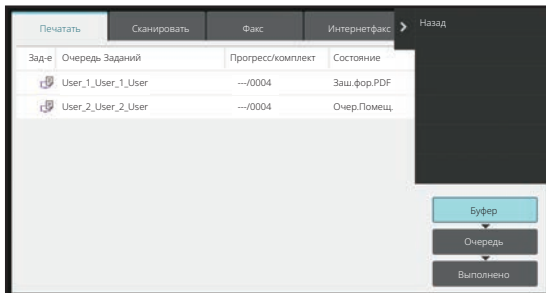 Печатать Сканировать Факс Интернетфакс Назад
Зад-е Очередь Заданий Прогресс/комплект Состояние
User_1_User_1_User ---/0004 Заш.фор.PDF
User_2_User_2_User ---/0004 Очер.Помещ.
Буфер
Очередь
Выполнено